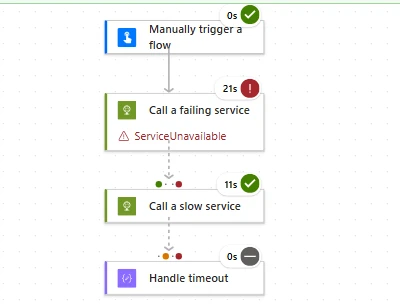 0s
Manually trigger a
flow
21s
Call a failing service
ServiceUnavailable
11s
Call a slow service
0s
Handle timeout